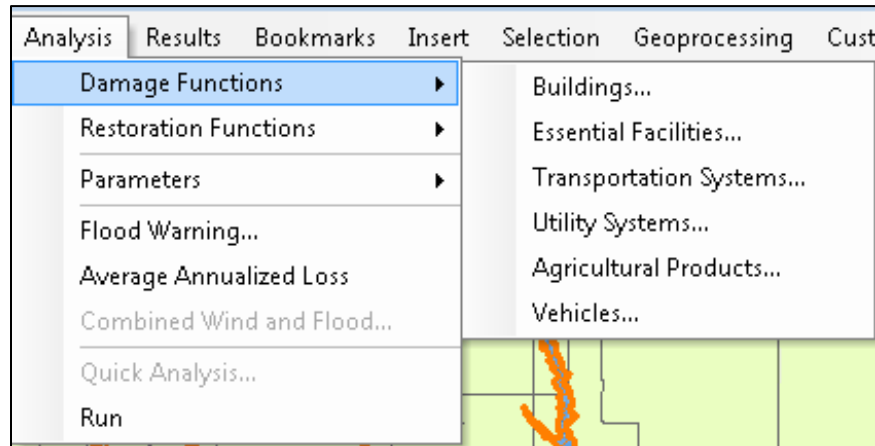 Analysis Results Bookmarks Insert Selection Geoprocessing Cust
Damage Functions
Restoration Functions
Parameters
Flood Warning...
Average Annualized Loss
Combined Wind and Flood...
Quick Analysis...
Run
Buildings...
Essential Facilities...
Transportation Systems...
Utility Systems...
Agricultural Products...
Vehicles...